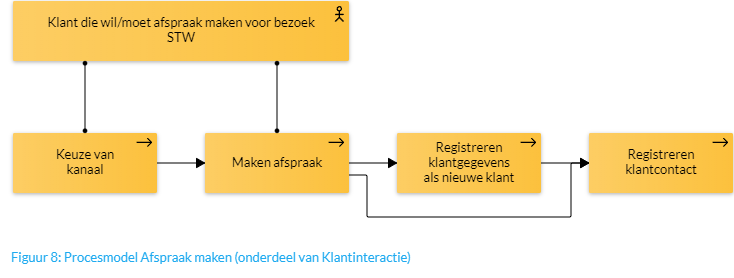 Klant die wil/moet afspraak maken voor bezoek
STW
Keuze van
kanaal
Maken afspraak
Registreren
klantgegevens
als nieuwe klant
Registreren
klantcontact
Figuur 8: Procesmodel Afspraak maken (onderdeel van Klantinteractie)